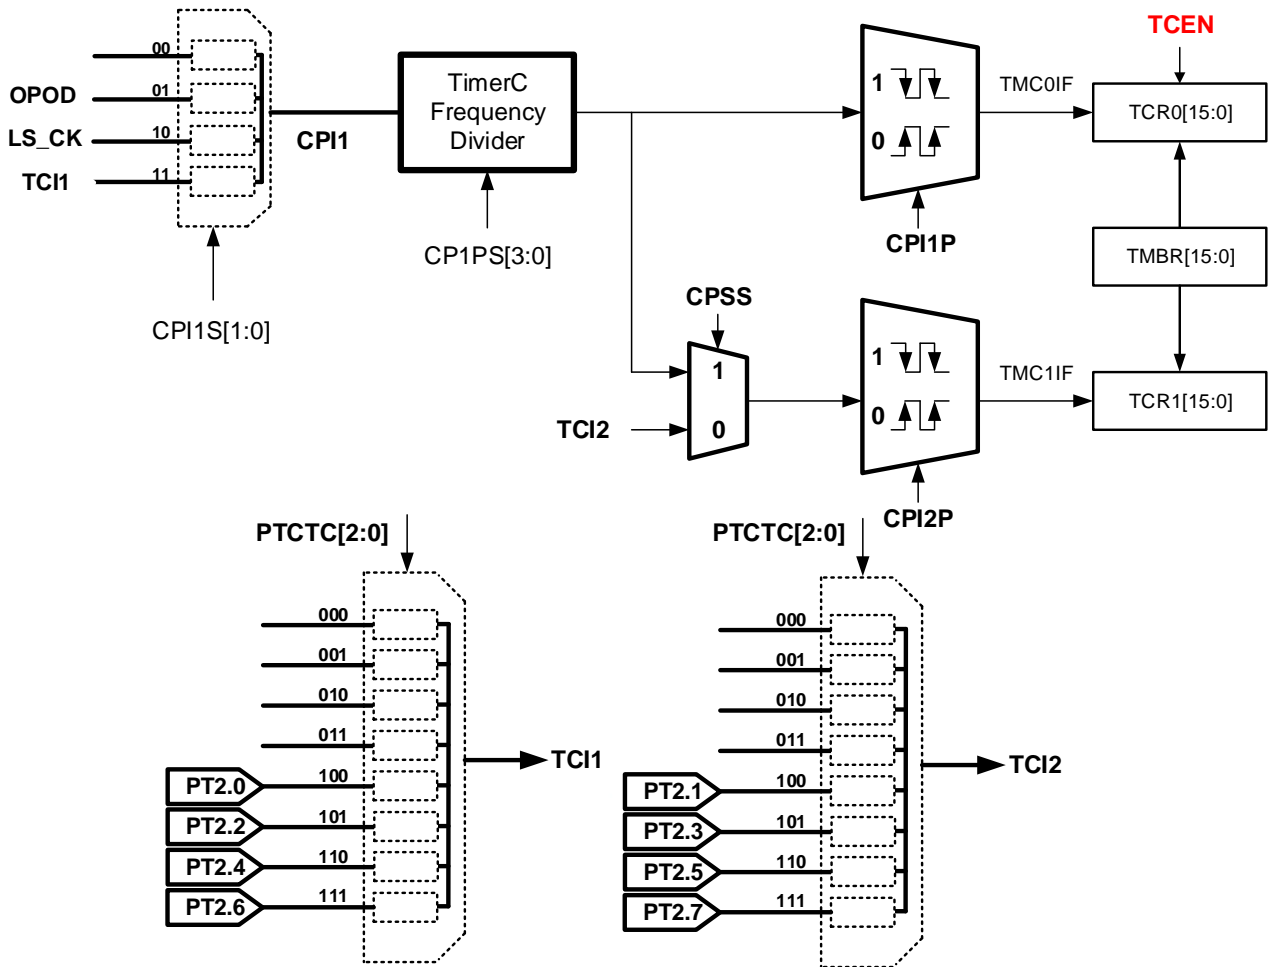 00
OPOD 01
LS_CK 10
TCI1 11
CPI1S[1:0]
CPI1
TimerC
Frequency
Divider
CP1PS[3:0]
1
0
CPI1P
TMC0IF
TCEN
TCR0[15:0]
TMBR[15:0]
CPSS
1
TCI2 0
1
0
CPI2P
TMC1IF
TCR1[15:0]
PTCTC[2:0]
000
001
010
011
PT2.0 100
PT2.2 101
PT2.4 110
PT2.6 111
TCI1
PTCTC[2:0]
000
001
010
011
PT2.1 100
PT2.3 101
PT2.5 110
PT2.7 111
TCI2